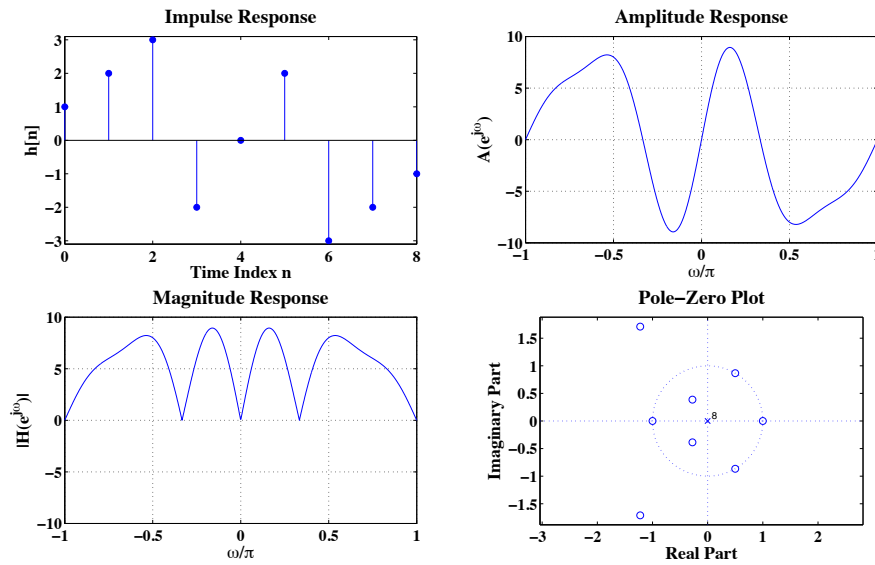 Impulse Response
3
2
1
0
−1
−2
−3
h[n]
0 2 4 6 8
Time Index n
Amplitude Response
10
5
0
−5
−10
A(e^jω)
−1 −0.5 0 0.5 1
ω/π
Magnitude Response
10
5
0
−5
−10
|H(e^jω)|
−1 −0.5 0 0.5 1
ω/π
Pole−Zero Plot
1.5
1
0.5
0
−0.5
−1
−1.5
Imaginary Part
8
−3 −2 −1 0 1 2
Real Part